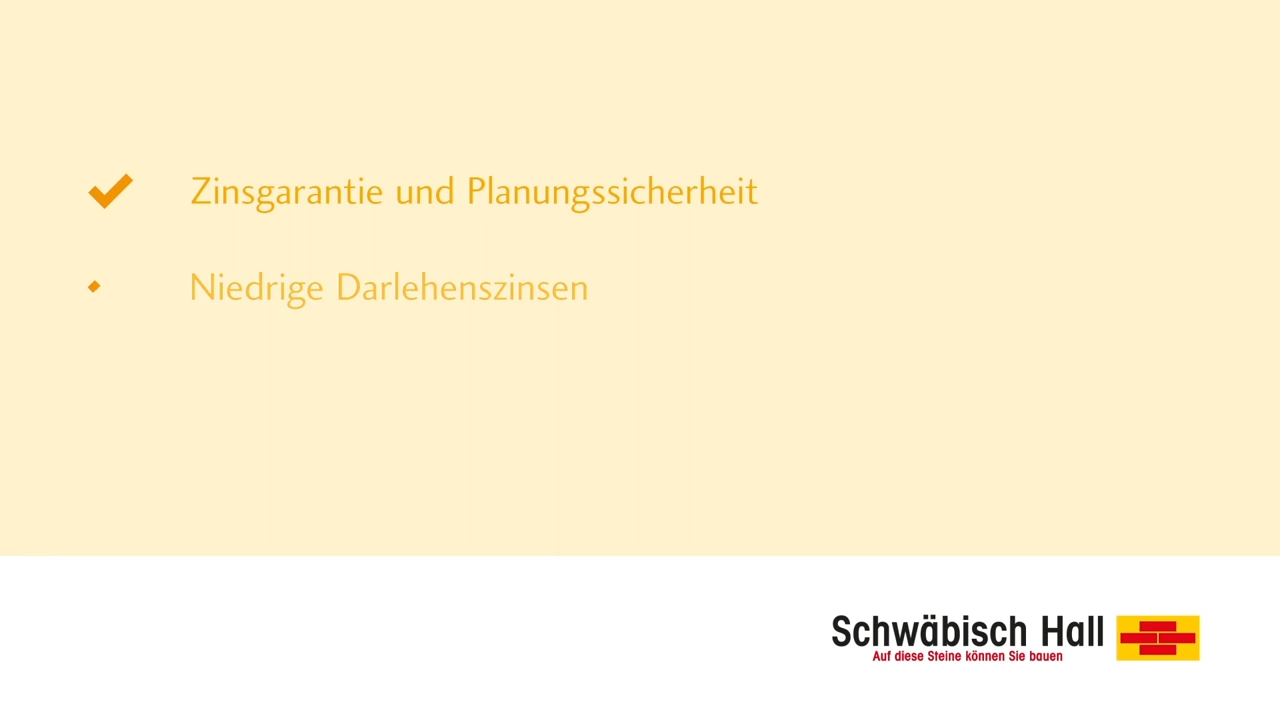 Zinsgarantie und Planungssicherheit
Niedrige Darlehenszinsen
Schwäbisch Hall
Auf diese Steine können Sie bauen